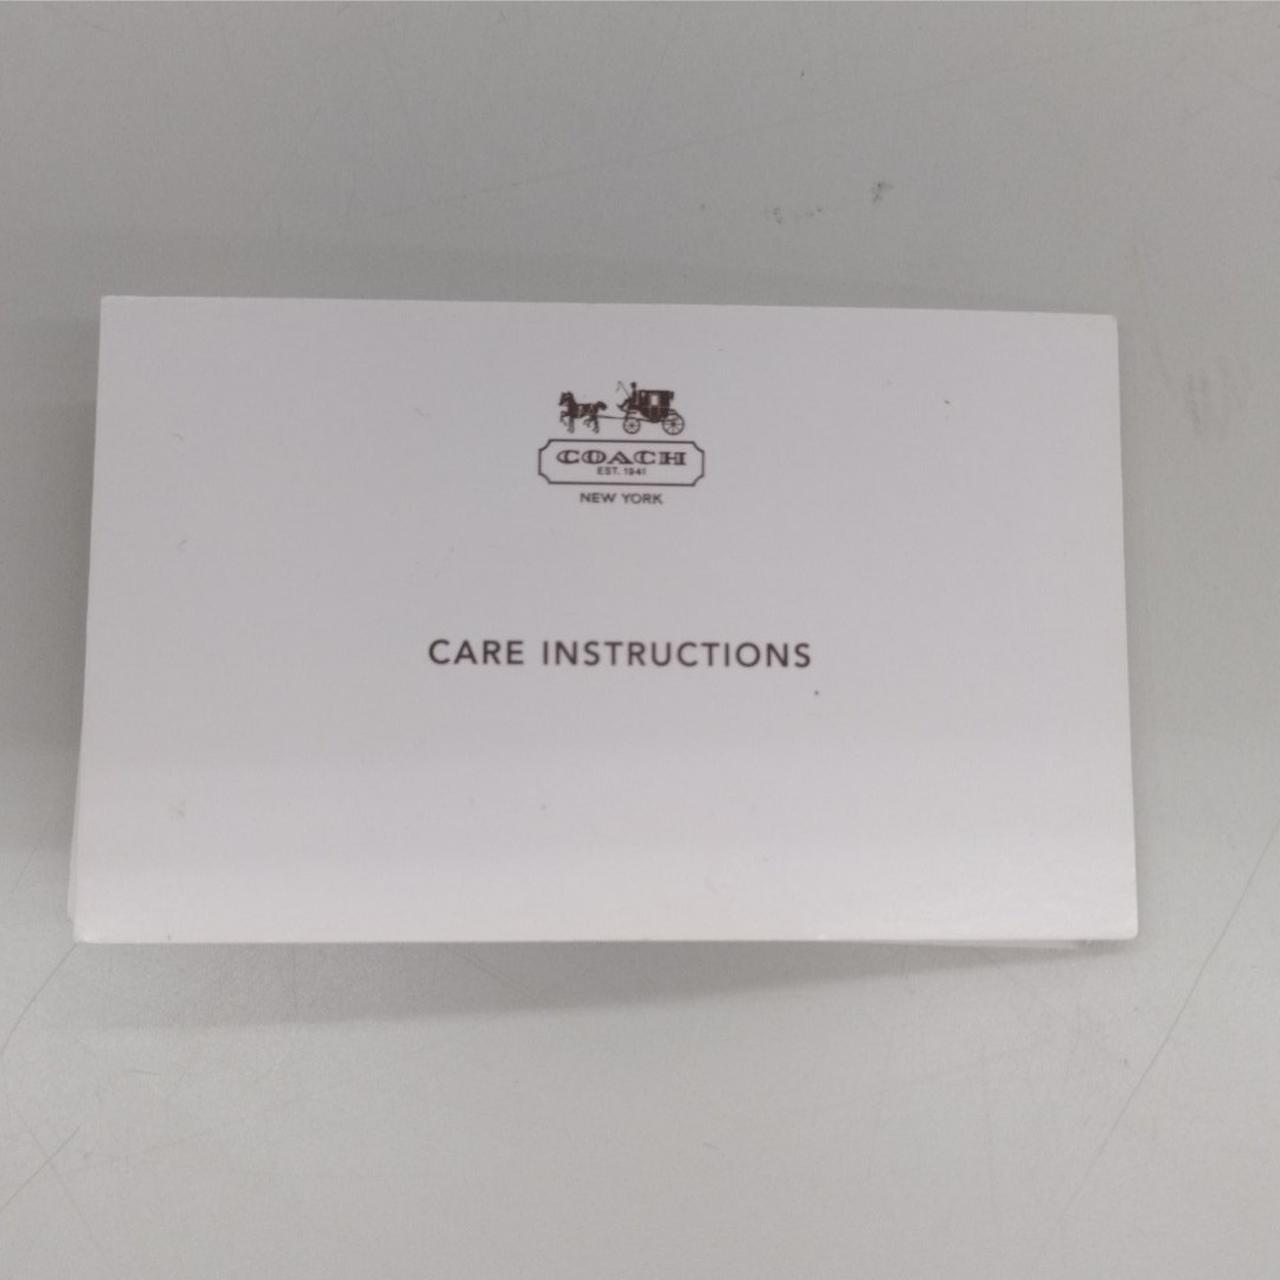 COACH
EST. 1941
NEW YORK
CARE INSTRUCTIONS